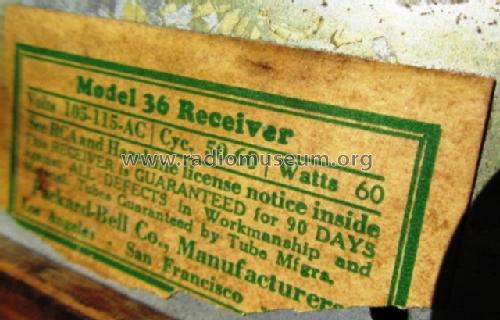 Model 36 Receiver
Volts 105-115-AC | Cyc. 50-60 | Watts 60
See RCA and Hazeltine license notice inside
THIS RECEIVER is GUARANTEED for 90 DAYS
against DEFECTS in Workmanship and
Tubes Guaranteed by Tube Mfgrs.
Packard-Bell Co., Manufacturers
Los Angeles - San Francisco
www.radiomuseum.org